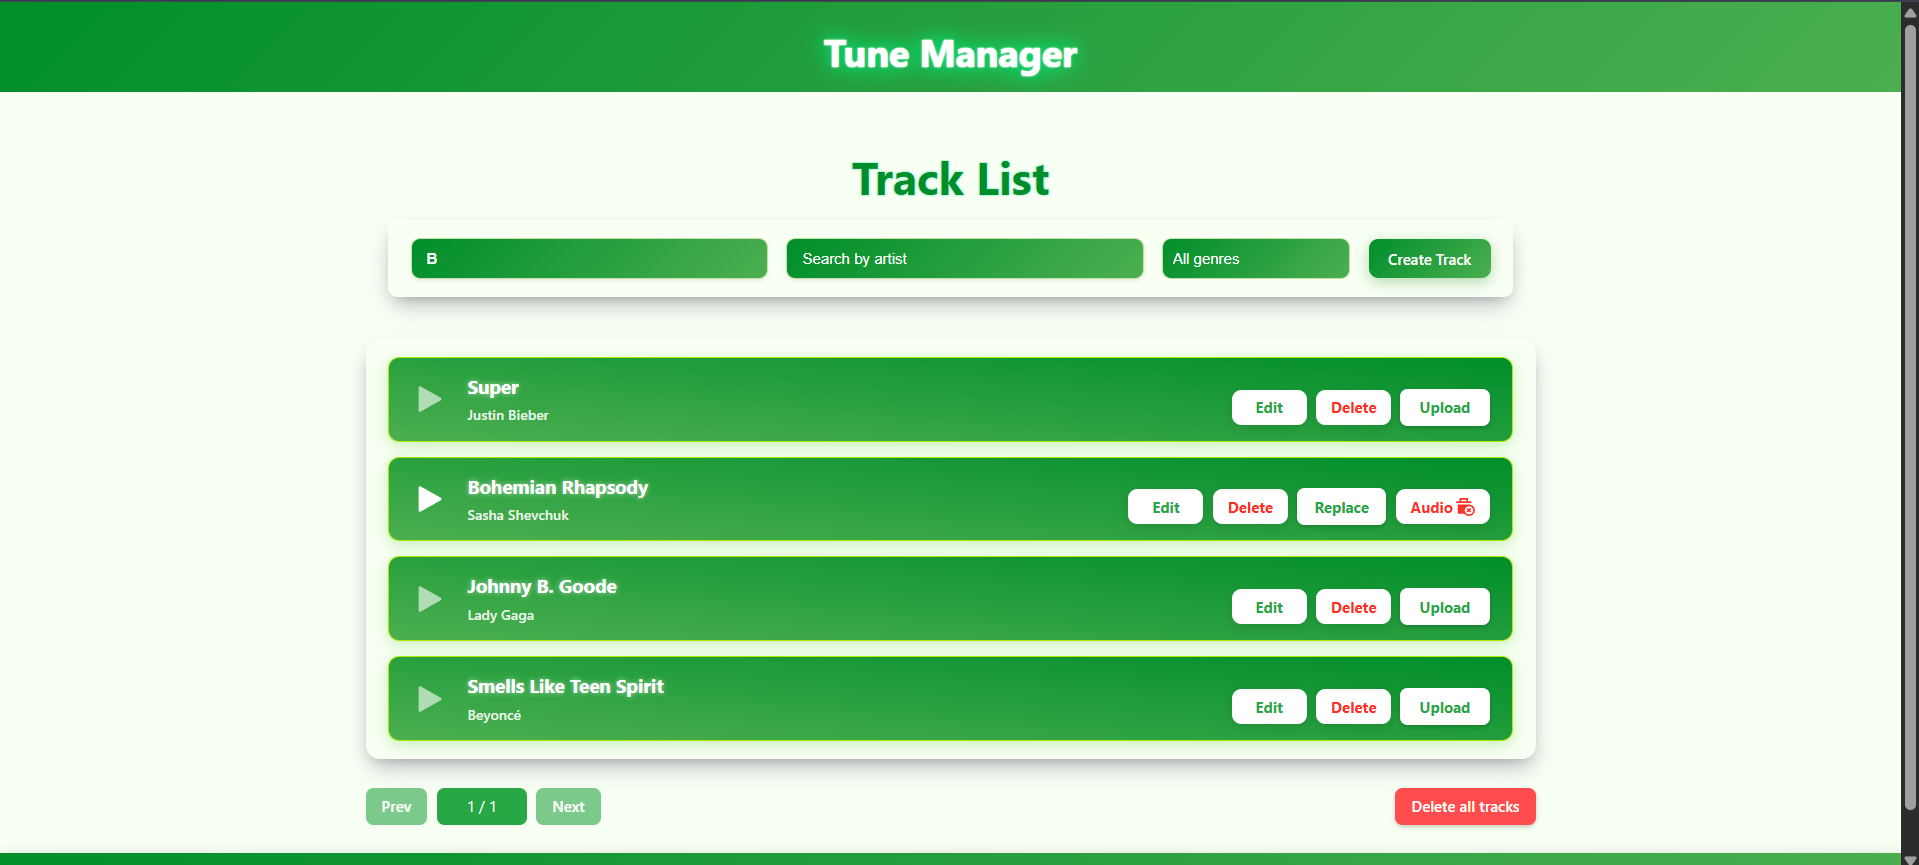 Tune Manager
Track List
B
Search by artist
All genres
Create Track
Super
Justin Bieber
Edit
Delete
Upload
Bohemian Rhapsody
Sasha Shevchuk
Edit
Delete
Replace
Audio
Johnny B. Goode
Lady Gaga
Edit
Delete
Upload
Smells Like Teen Spirit
Beyoncé
Edit
Delete
Upload
Prev
1 / 1
Next
Delete all tracks